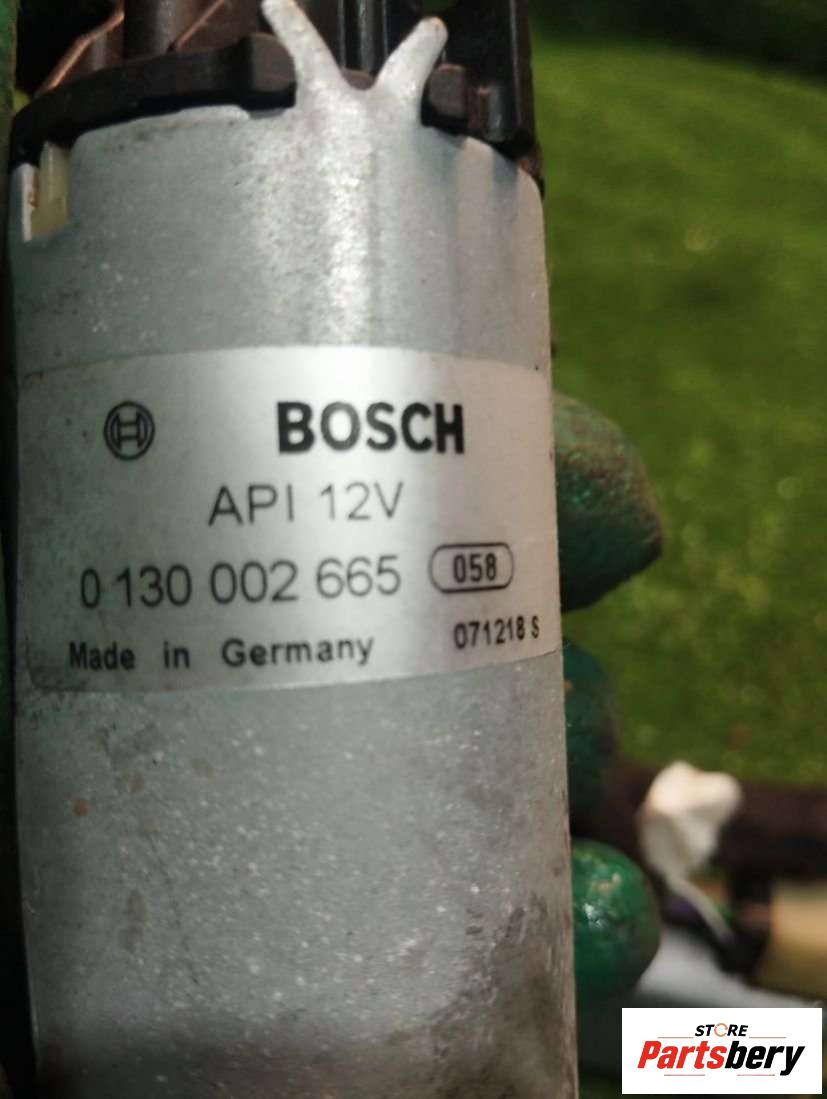 BOSCH
API 12V
0 130 002 665 058
Made in Germany 071218 S
STORE
Partsbery